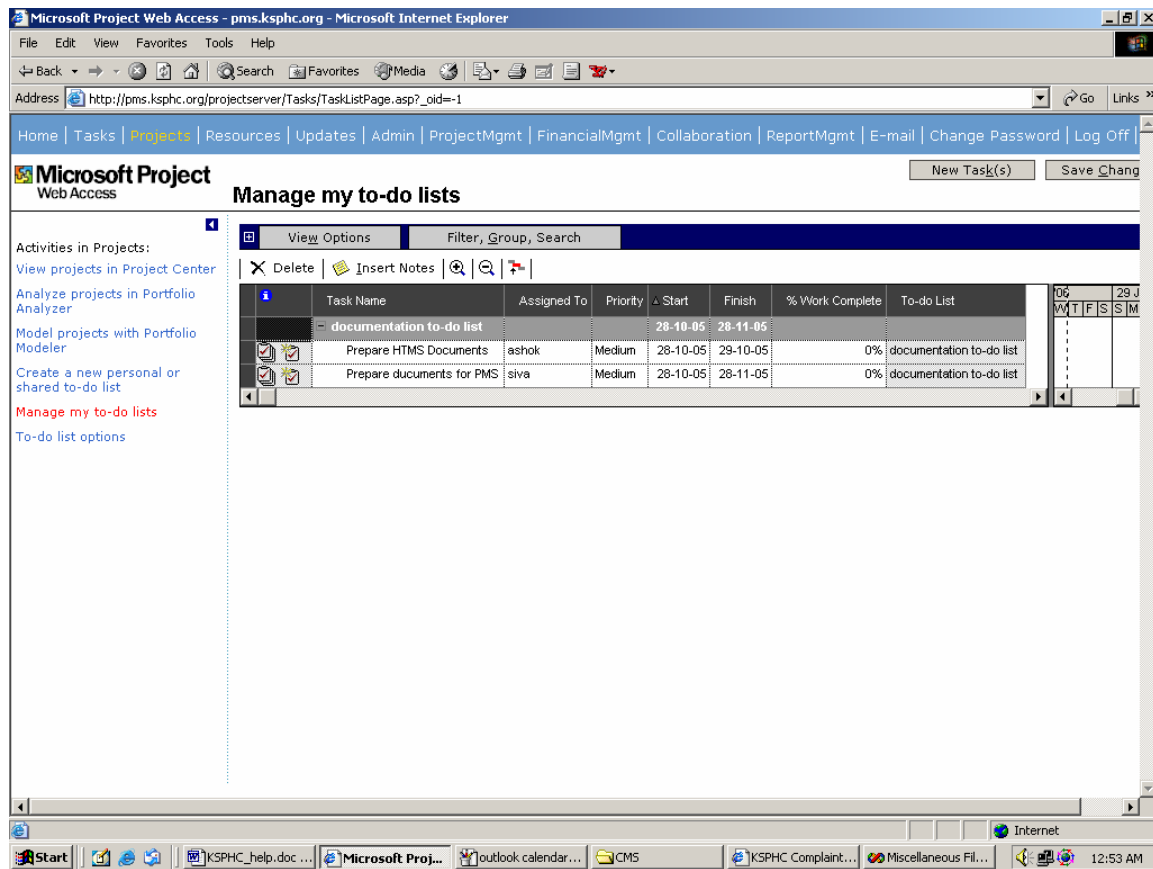 Microsoft Project Web Access - pms.ksphc.org - Microsoft Internet Explorer
File Edit View Favorites Tools Help
Back Search Favorites Media
Address http://pms.ksphc.org/projectserver/Tasks/TaskListPage.asp?_oid=-1 Go Links »
Home | Tasks | Projects | Resources | Updates | Admin | ProjectMgmt | FinancialMgmt | Collaboration | ReportMgmt | E-mail | Change Password | Log Off |
Microsoft Project
Web Access
Manage my to-do lists
New Task(s) Save Chang
Activities in Projects:
View projects in Project Center
Analyze projects in Portfolio
Analyzer
Model projects with Portfolio
Modeler
Create a new personal or
shared to-do list
Manage my to-do lists
To-do list options
View Options Filter, Group, Search
Delete Insert Notes
Task Name Assigned To Priority Start Finish % Work Complete To-do List '06 29 J
W T F S S M
documentation to-do list 28-10-05 28-11-05
Prepare HTMS Documents ashok Medium 28-10-05 29-10-05 0% documentation to-do list
Prepare ducuments for PMS siva Medium 28-10-05 28-11-05 0% documentation to-do list
Internet
Start KSPHC_help.doc ... Microsoft Proj... outlook calendar... CMS KSPHC Complaint... Miscellaneous Fil... 12:53 AM